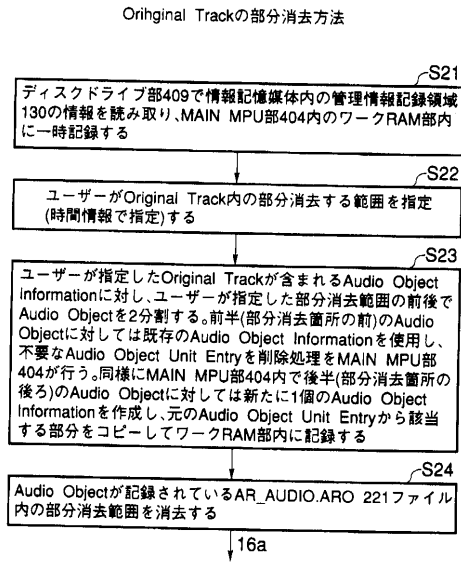 Orihginal Trackの部分消去方法
S21
ディスクドライブ部409で情報記憶媒体内の管理情報記録領域
130の情報を読み取り、MAIN MPU部404内のワークRAM部内
に一時記録する
S22
ユーザーがOriginal Track内の部分消去する範囲を指定
(時間情報で指定)する
S23
ユーザーが指定したOriginal Trackが含まれるAudio Object
Informationに対し、ユーザーが指定した部分消去範囲の前後で
Audio Objectを2分割する。前半(部分消去箇所の前)のAudio
Objectに対しては既存のAudio Object Informationを使用し、
不要なAudio Object Unit Entryを削除処理をMAIN MPU部
404が行う。同様にMAIN MPU部404内で後半(部分消去箇所の
後ろ)のAudio Objectに対しては新たに1個のAudio Object
Informationを作成し、元のAudio Object Unit Entryから該当
する部分をコピーしてワークRAM部内に記録する
S24
Audio Objectが記録されているAR_AUDIO.ARO 221ファイル
内の部分消去範囲を消去する
16a